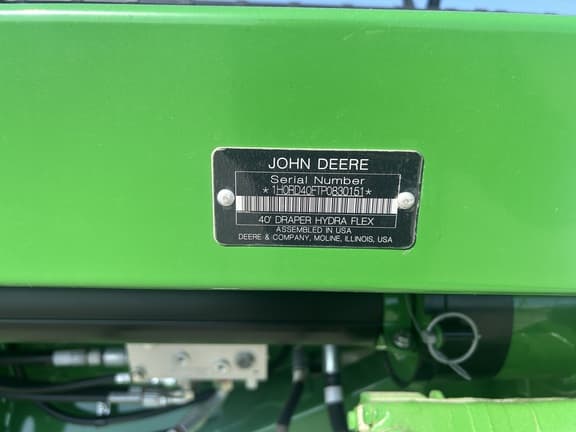 JOHN DEERE
Serial Number
*1H0RD40FTP0830151*
40' DRAPER HYDRA FLEX
ASSEMBLED IN USA
DEERE & COMPANY, MOLINE, ILLINOIS, USA